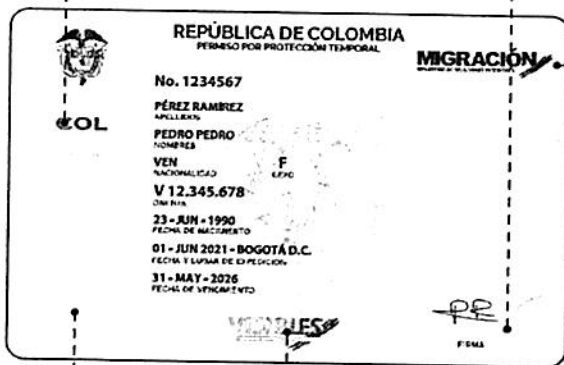 REPÚBLICA DE COLOMBIA
PERMISO POR PROTECCIÓN TEMPORAL
MIGRACIÓN
No. 1234567
PÉREZ RAMÍREZ
APELLIDOS
COL
PEDRO PEDRO
NOMBRES
VEN F
NACIONALIDAD SEXO
V 12.345.678
23 - JUN - 1990
FECHA DE NACIMIENTO
01 - JUN 2021 - BOGOTÁ D.C.
FECHA Y LUGAR DE EXPEDICIÓN
31 - MAY - 2026
FECHA DE VENCIMIENTO
FIRMA